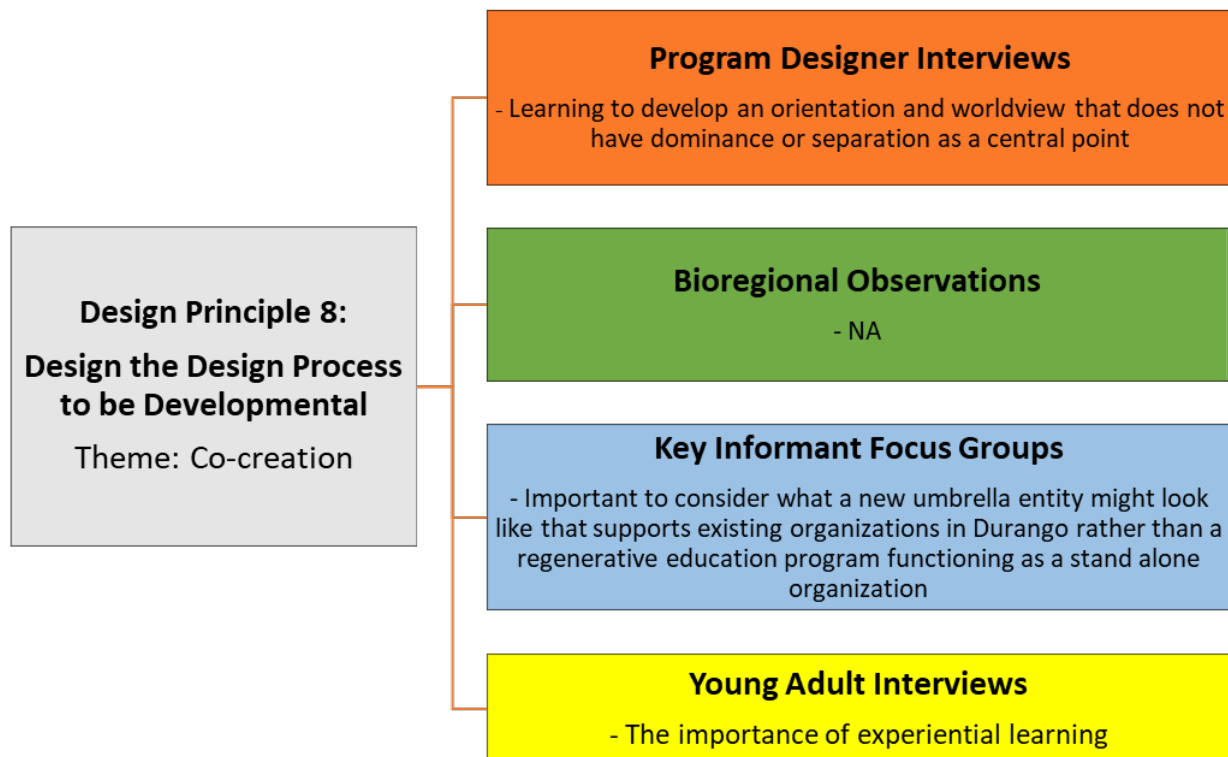 Design Principle 8:
Design the Design Process
to be Developmental
Theme: Co-creation
Program Designer Interviews
- Learning to develop an orientation and worldview that does not
have dominance or separation as a central point
Bioregional Observations
- NA
Key Informant Focus Groups
- Important to consider what a new umbrella entity might look
like that supports existing organizations in Durango rather than a
regenerative education program functioning as a stand alone
organization
Young Adult Interviews
- The importance of experiential learning